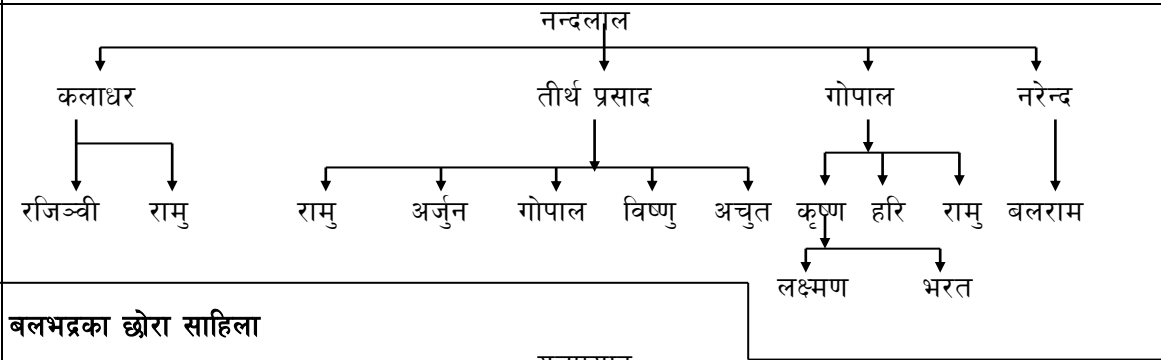 नन्दलाल
कलाधर तीर्थ प्रसाद गोपाल नरेन्द
रजिञ्वी रामु रामु अर्जुन गोपाल विष्णु अचुत कृष्ण हरि रामु बलराम
लक्ष्मण भरत
बलभद्रका छोरा साहिला